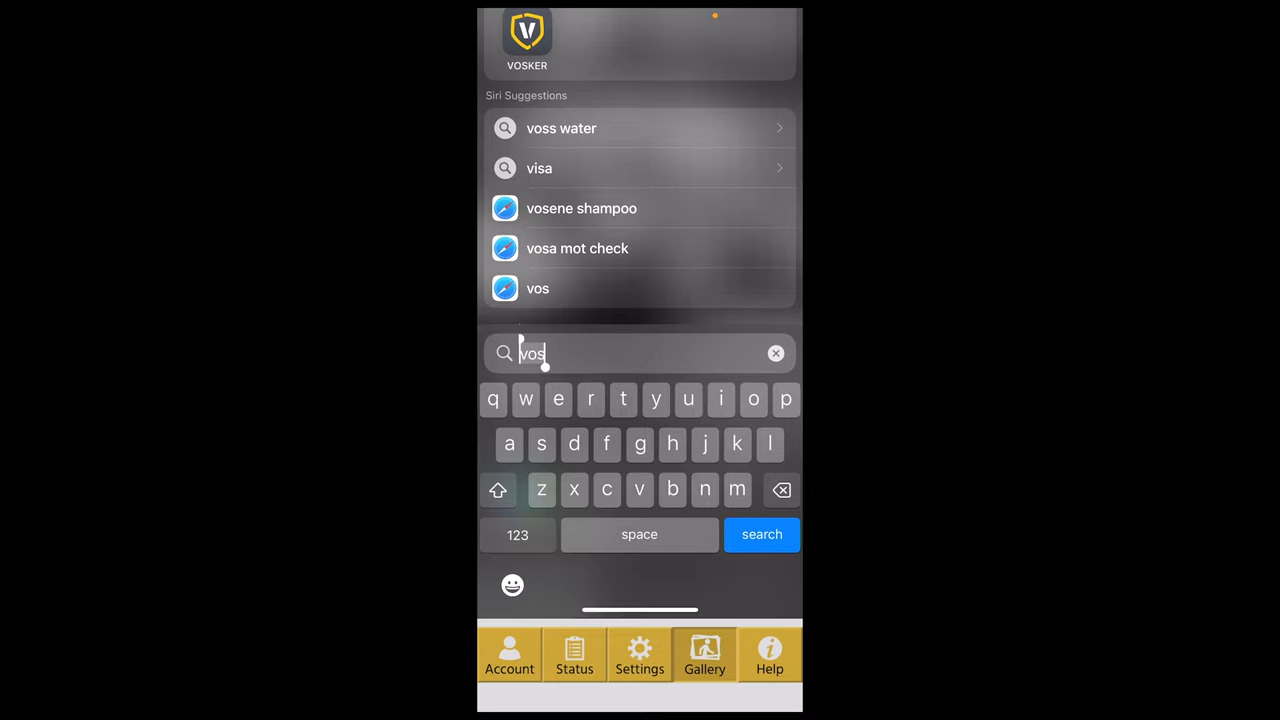 V
VOSKER
Siri Suggestions
voss water
visa
vosene shampoo
vosa mot check
vos
vos
q w e r t y u i o p
a s d f g h j k l
z x c v b n m
123 space search
Account Status Settings Gallery Help